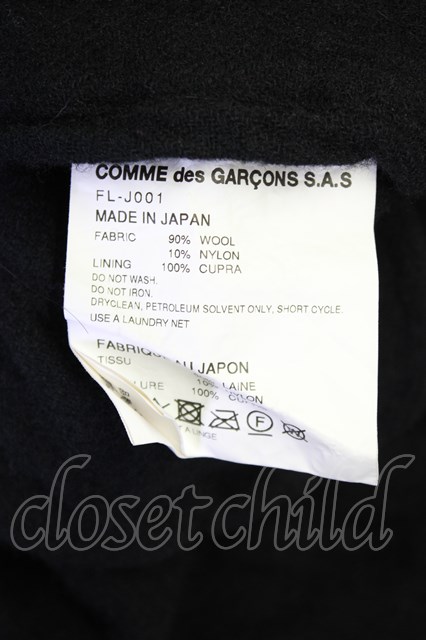 COMME des GARÇONS S.A.S
FL-J001
MADE IN JAPAN
FABRIC 90% WOOL
10% NYLON
LINING 100% CUPRA
DO NOT WASH.
DO NOT IRON.
DRYCLEAN, PETROLEUM SOLVENT ONLY, SHORT CYCLE.
USE A LAUNDRY NET
JAPON
TISSU
LAINE
100%
closetchild